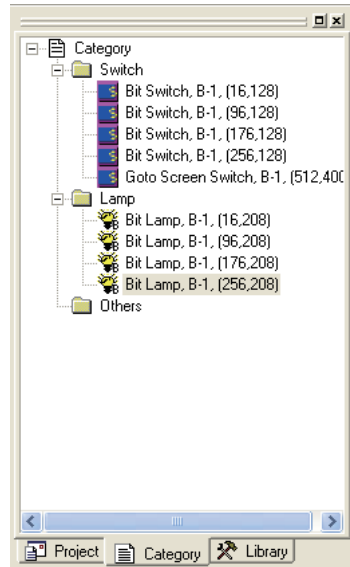 Category
Switch
Bit Switch, B-1, (16,128)
Bit Switch, B-1, (96,128)
Bit Switch, B-1, (176,128)
Bit Switch, B-1, (256,128)
Goto Screen Switch, B-1, (512,400
Lamp
Bit Lamp, B-1, (16,208)
Bit Lamp, B-1, (96,208)
Bit Lamp, B-1, (176,208)
Bit Lamp, B-1, (256,208)
Others
Project Category Library